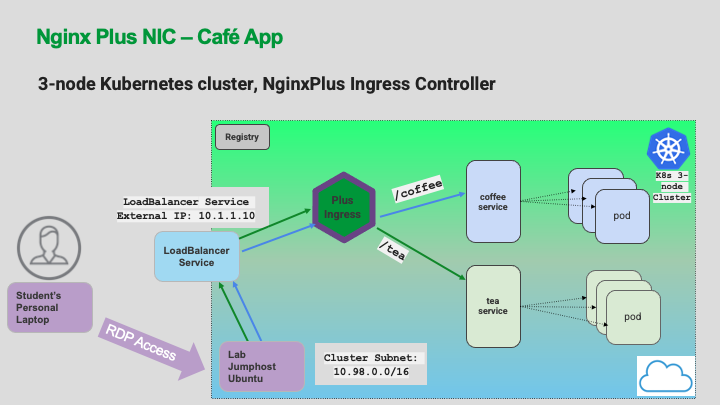 Nginx Plus NIC – Café App
3-node Kubernetes cluster, NginxPlus Ingress Controller
Registry
K8s 3-
node
Cluster
LoadBalancer Service
External IP: 10.1.1.10
Plus
Ingress
/coffee
/tea
coffee
service
pod
LoadBalancer
Service
tea
service
pod
Student's
Personal
Laptop
RDP Access
Lab
Jumphost
Ubuntu
Cluster Subnet:
10.98.0.0/16